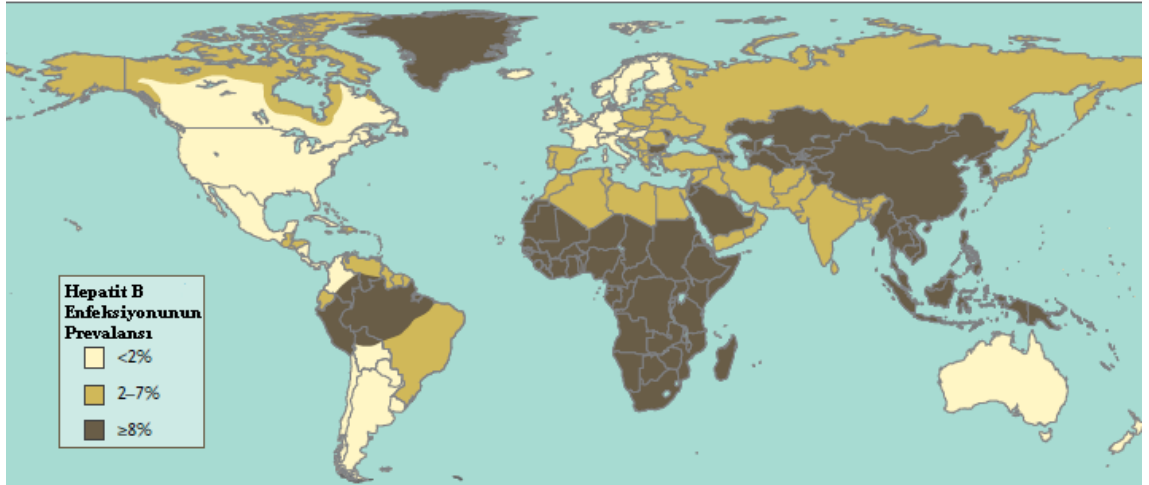 Hepatit B
Enfeksiyonunun
Prevalansı
<2%
2–7%
≥8%